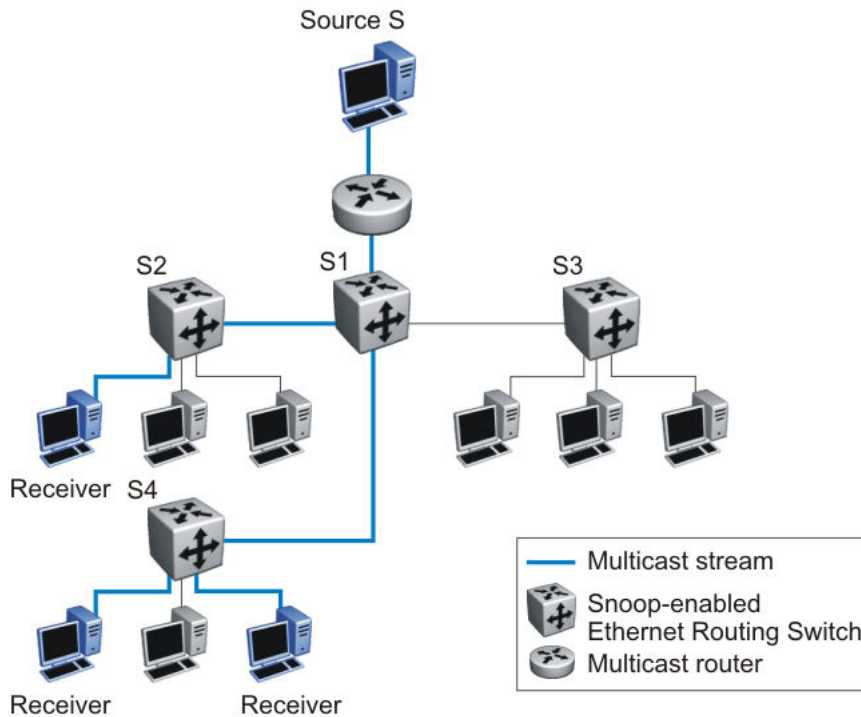 Source S
S2
S1
S3
Receiver
S4
Receiver
Receiver
Multicast stream
Snoop-enabled
Ethernet Routing Switch
Multicast router